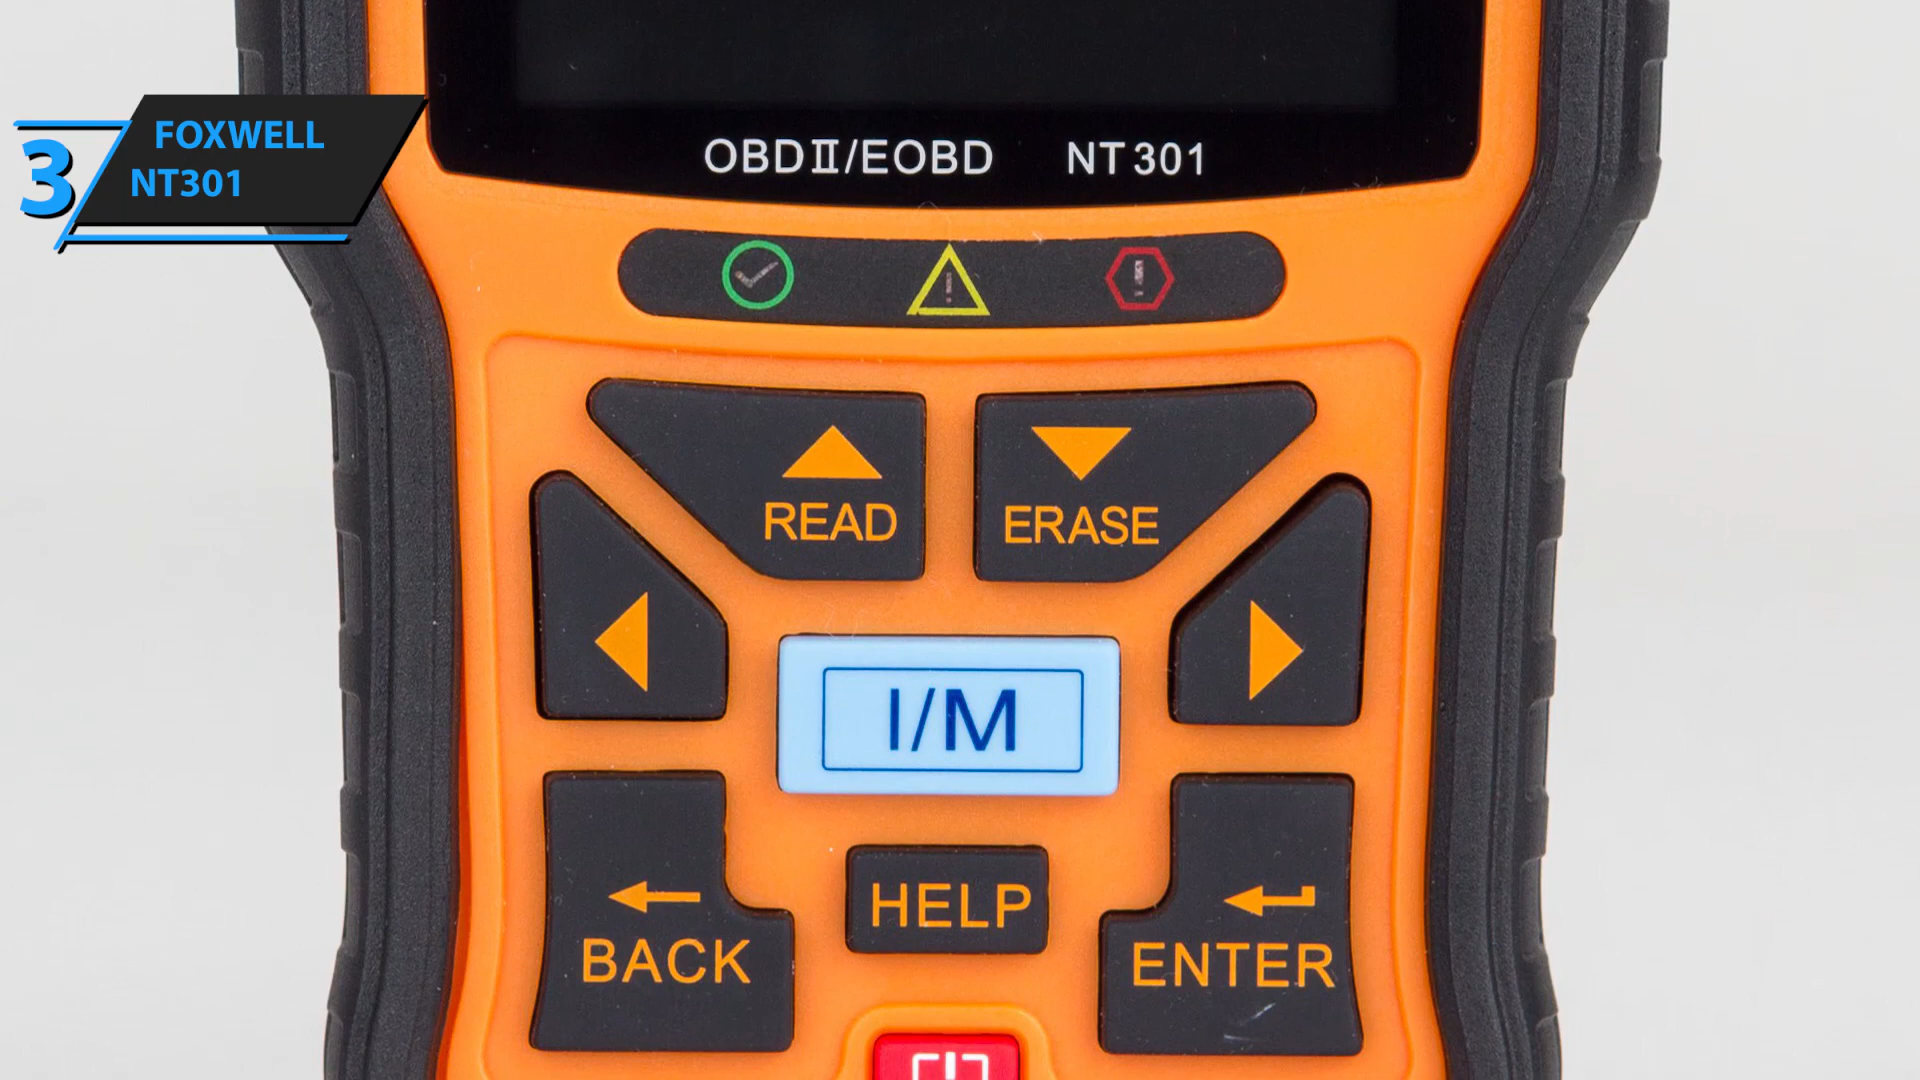 3
FOXWELL
NT301
OBDⅡ/EOBD NT301
READ
ERASE
I/M
HELP
BACK
ENTER